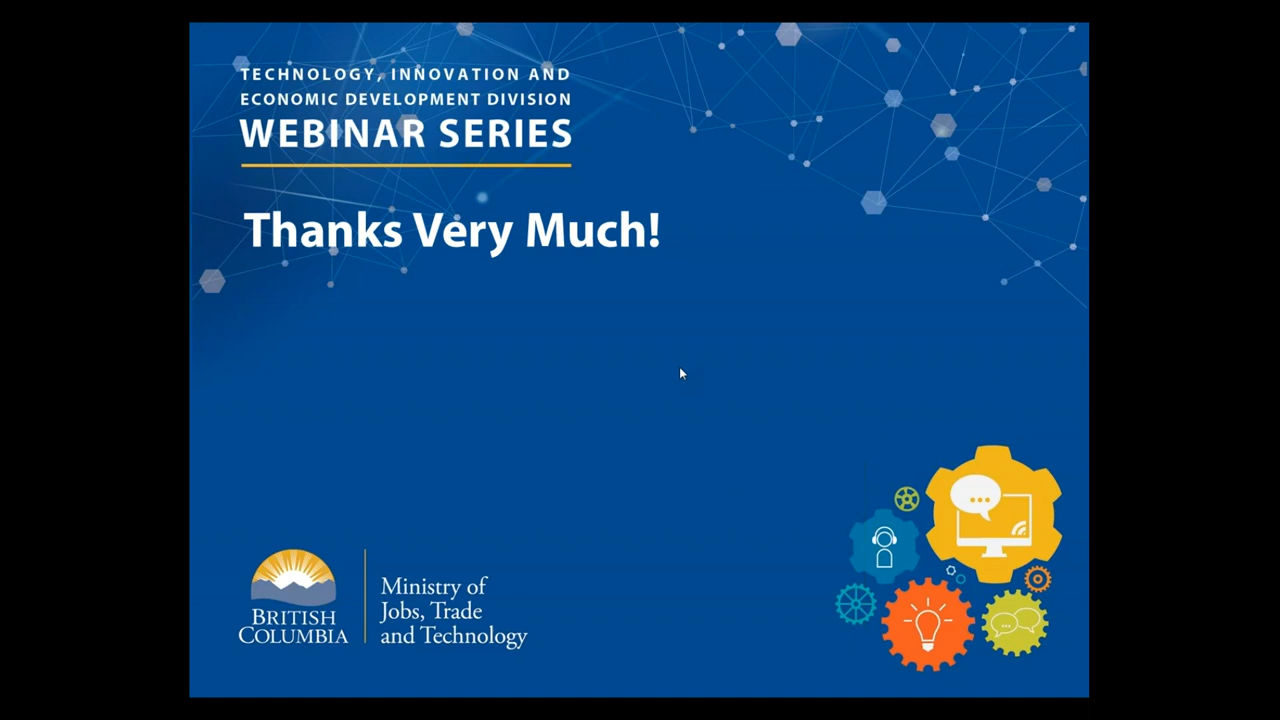 TECHNOLOGY, INNOVATION AND
ECONOMIC DEVELOPMENT DIVISION
WEBINAR SERIES
Thanks Very Much!
BRITISH
COLUMBIA
Ministry of
Jobs, Trade
and Technology